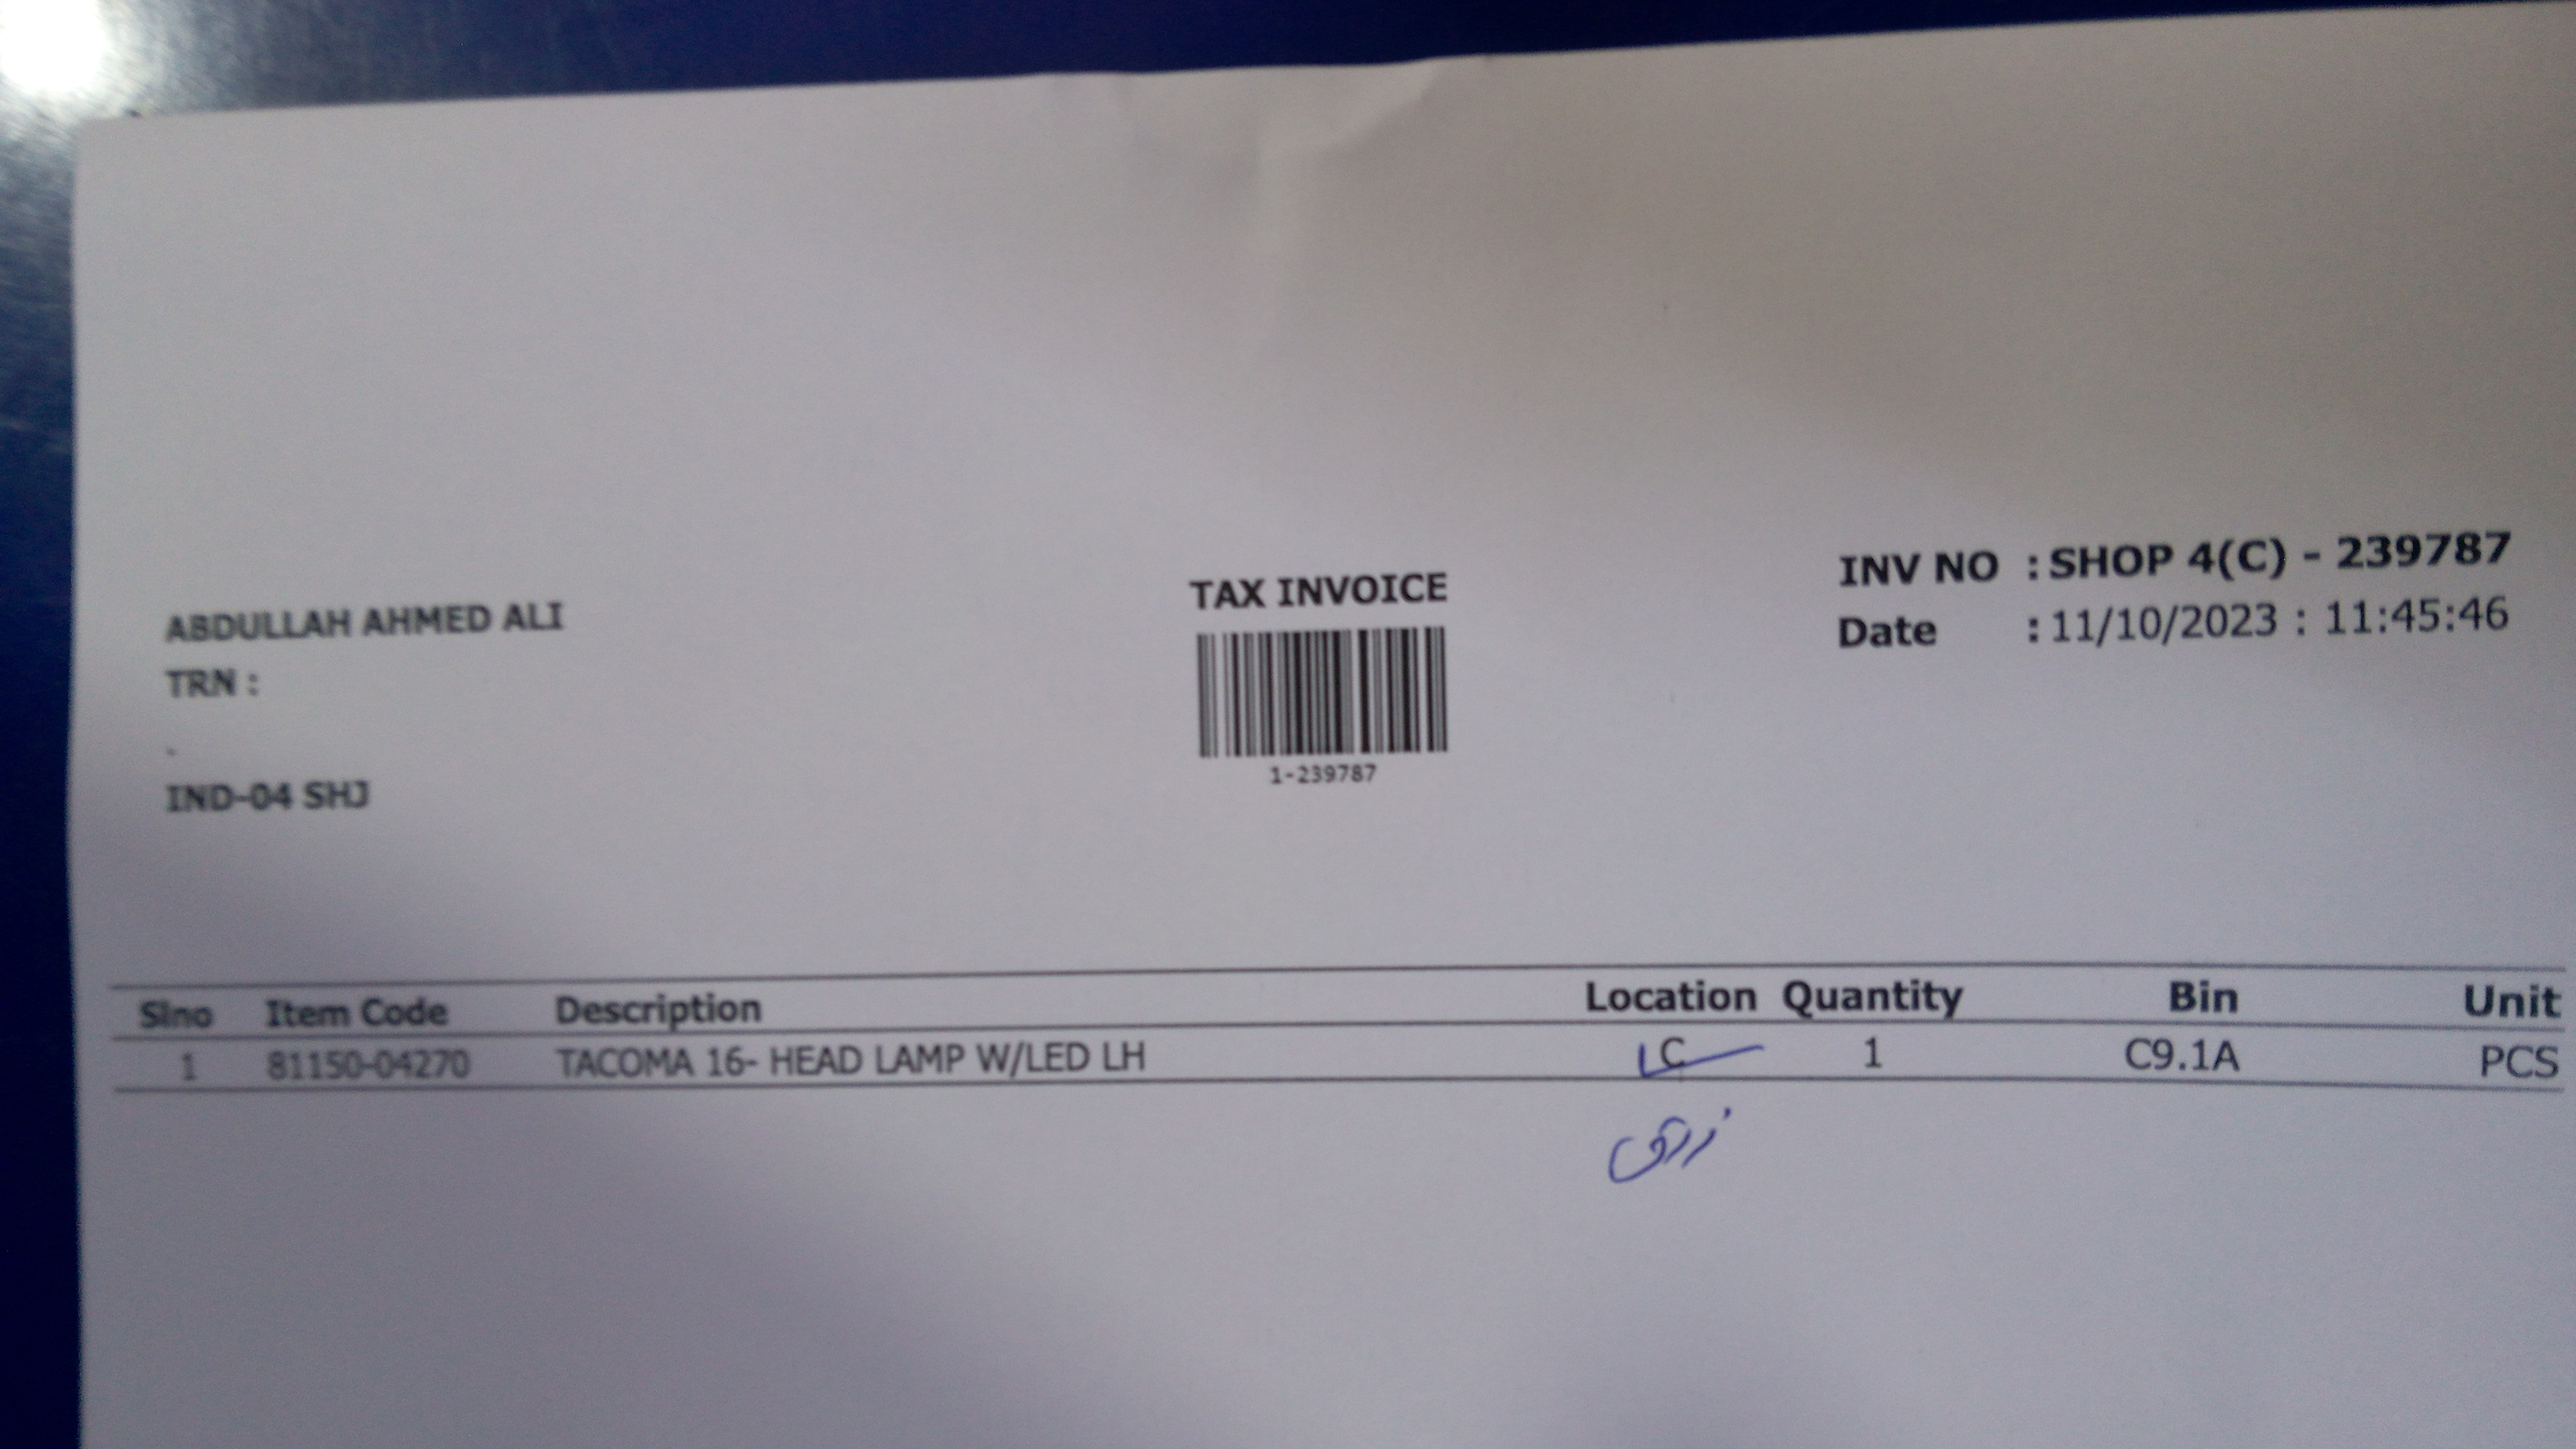 ABDULLAH AHMED ALI
TRN :
.
IND-04 SHJ
TAX INVOICE
1-239787
INV NO : SHOP 4(C) - 239787
Date : 11/10/2023 : 11:45:46
Slno Item Code Description Location Quantity Bin Unit
1 81150-04270 TACOMA 16- HEAD LAMP W/LED LH C 1 C9.1A PCS